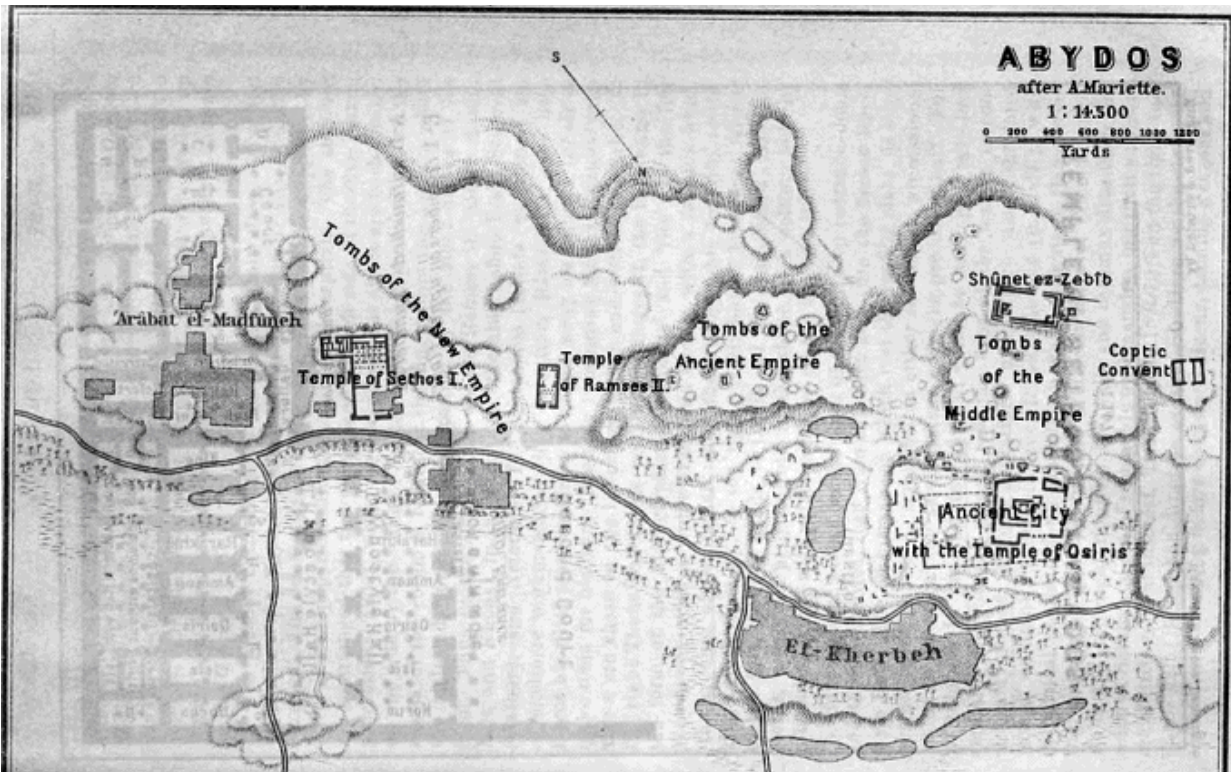 ABYDOS
after A. Mariette.
1 : 14.500
0 200 400 600 800 1000 1200
Yards
S
N
Tombs of the New Empire
Shûnet ez-Zebîb
'Arâbat el-Madfûneh
Temple of Sethos I.
Temple
of Ramses II.
Tombs of the
Ancient Empire
Tombs
of the
Middle Empire
Coptic
Convent
Ancient City
with the Temple of Osiris
El-Kherbeh